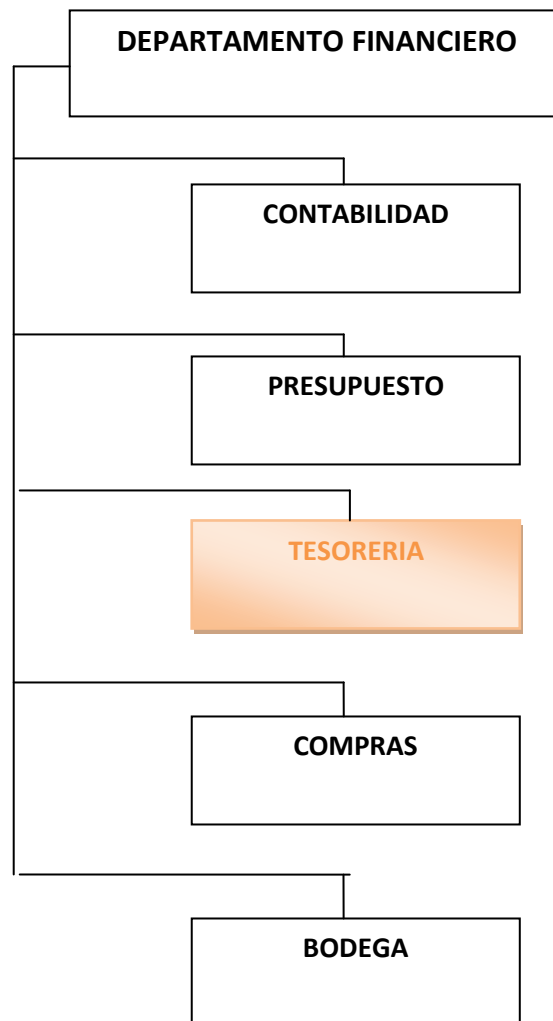 DEPARTAMENTO FINANCIERO
CONTABILIDAD
PRESUPUESTO
TESORERIA
COMPRAS
BODEGA